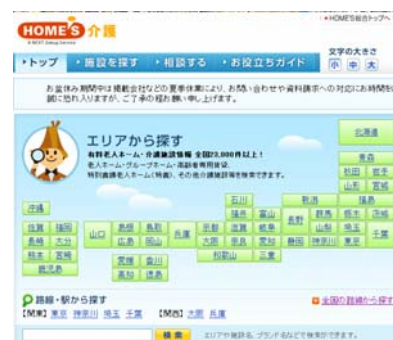 HOME'S総合トップへ
HOME'S 介護
文字の大きさ
小 中 大
トップ 施設を探す 相談する お役立ちガイド
お盆休み期間中は掲載会社などの夏季休業により、お問い合わせや資料請求への対応にお時間を
誠に恐れ入りますが、ご了承の程お願い申し上げます。
エリアから探す
有料老人ホーム・介護施設情報 全国23,000件以上!
老人ホーム・グループホーム・高齢者専用賃貸、
特別養護老人ホーム(特養)、その他介護施設等を検索できます。
北海道
青森
秋田 岩手
山形 宮城
沖縄 石川 新潟 福島
福井 富山 長野 群馬 栃木 茨城
佐賀 福岡 山口 島根 鳥取 兵庫 京都 滋賀 岐阜 山梨 埼玉 千葉
長崎 大分 広島 岡山 大阪 奈良 愛知 静岡 神奈川 東京
熊本 宮崎 愛媛 香川 和歌山 三重
鹿児島 高知 徳島
路線・駅から探す 全国の路線から探す
【関東】 東京 神奈川 埼玉 千葉 【関西】 大阪 兵庫
検索 エリアや施設名、ブランド名などで検索ができます。